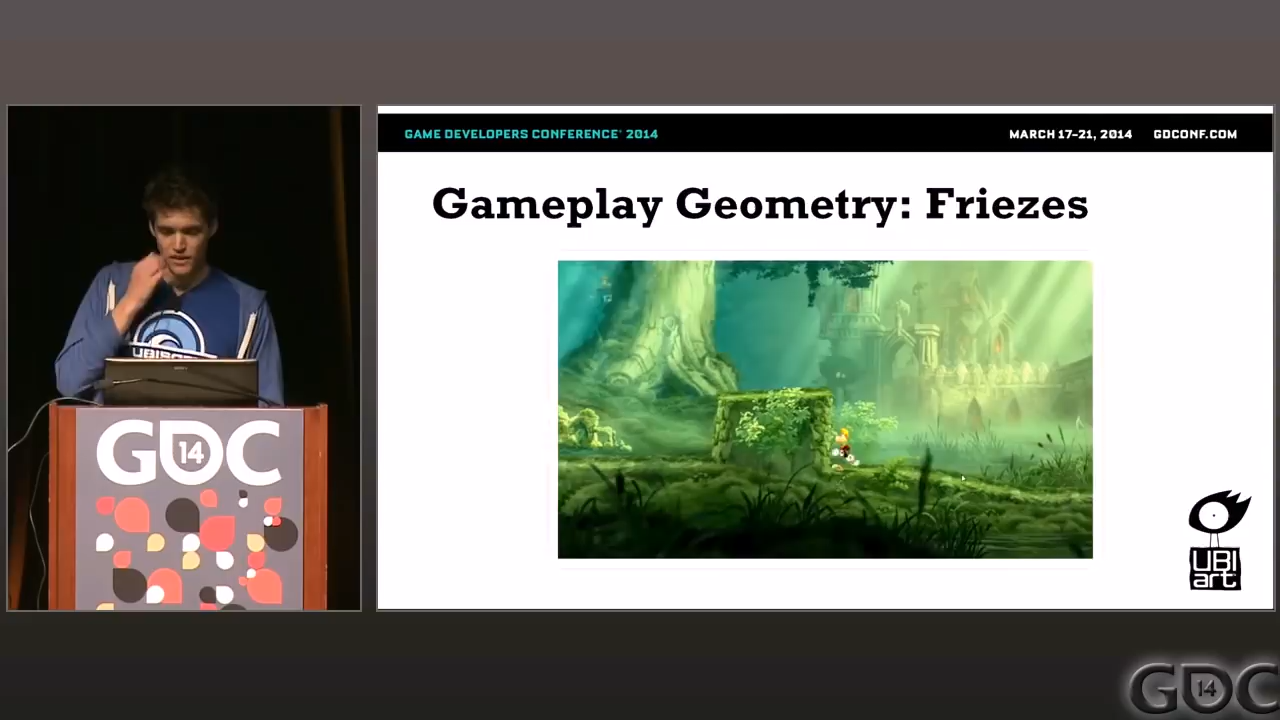 GAME DEVELOPERS CONFERENCE® 2014
MARCH 17–21, 2014 GDCONF.COM
Gameplay Geometry: Friezes
UBISOFT
GDC 14
UBI
art
GDC 14